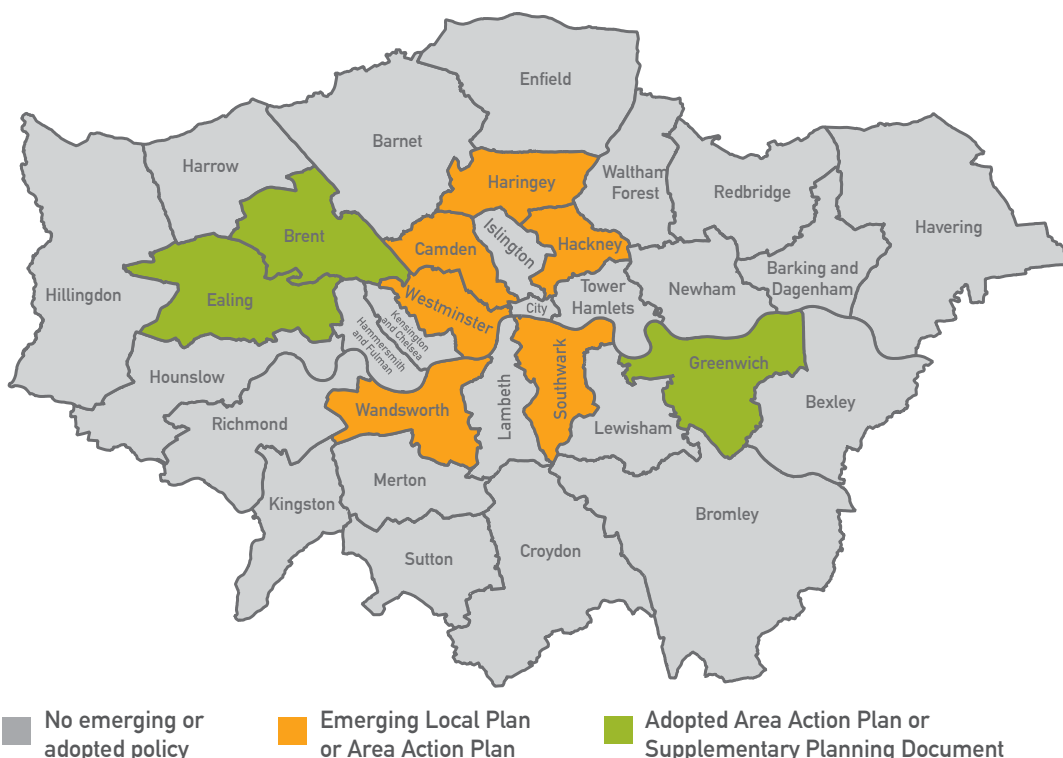 Enfield
Barnet
Harrow
Haringey
Waltham
Forest
Redbridge
Havering
Brent
Camden
Islington
Hackney
Hillingdon
Ealing
Westminster
City
Tower
Hamlets
Newham
Barking and
Dagenham
Kensington
and Chelsea
Hammersmith
and Fulman
Hounslow
Richmond
Wandsworth
Lambeth
Southwark
Lewisham
Greenwich
Bexley
Kingston
Merton
Sutton
Croydon
Bromley
No emerging or
adopted policy
Emerging Local Plan
or Area Action Plan
Adopted Area Action Plan or
Supplementary Planning Document